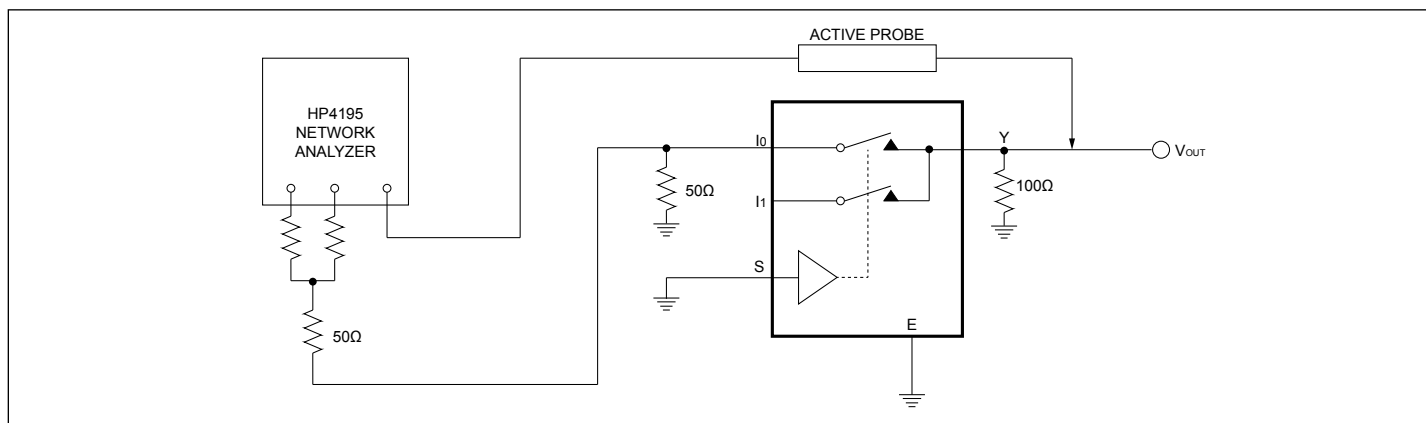 ACTIVE PROBE
HP4195
NETWORK
ANALYZER
I0
Y
VOUT
50Ω
100Ω
I1
S
50Ω
E